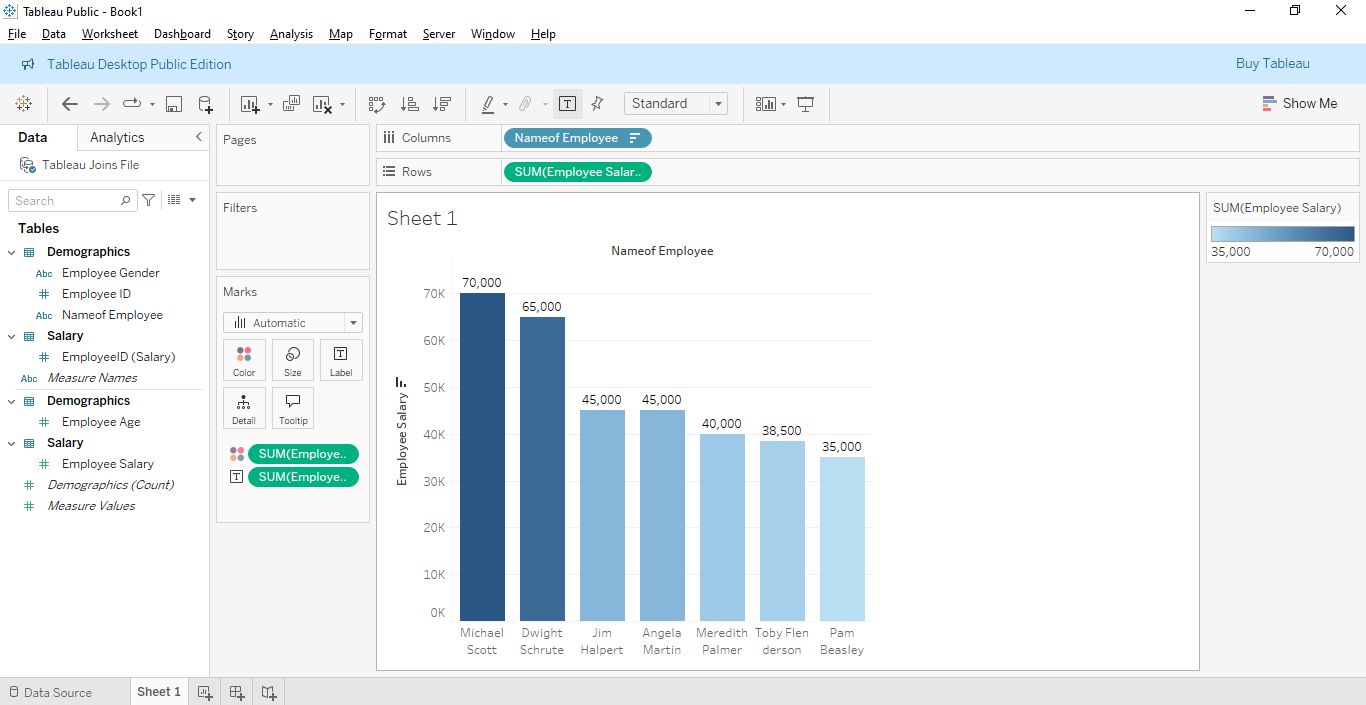 Tableau Public - Book1
File Data Worksheet Dashboard Story Analysis Map Format Server Window Help
Tableau Desktop Public Edition
Buy Tableau
Standard
Show Me
Data
Analytics
Tableau Joins File
Search
Tables
Demographics
Abc Employee Gender
Employee ID
Abc Nameof Employee
Salary
EmployeeID (Salary)
Abc Measure Names
Demographics
Employee Age
Salary
Employee Salary
Demographics (Count)
Measure Values
Pages
Filters
Marks
Automatic
Color
Size
T
Label
Detail
Tooltip
SUM(Employe..
T
SUM(Employe..
Columns
Nameof Employee
Rows
SUM(Employee Salar..
Sheet 1
Nameof Employee
Employee Salary
70K
60K
50K
40K
30K
20K
10K
0K
70,000
65,000
45,000
45,000
40,000
38,500
35,000
Michael
Scott
Dwight
Schrute
Jim
Halpert
Angela
Martin
Meredith
Palmer
Toby Flen
derson
Pam
Beasley
SUM(Employee Salary)
35,000
70,000
Data Source
Sheet 1